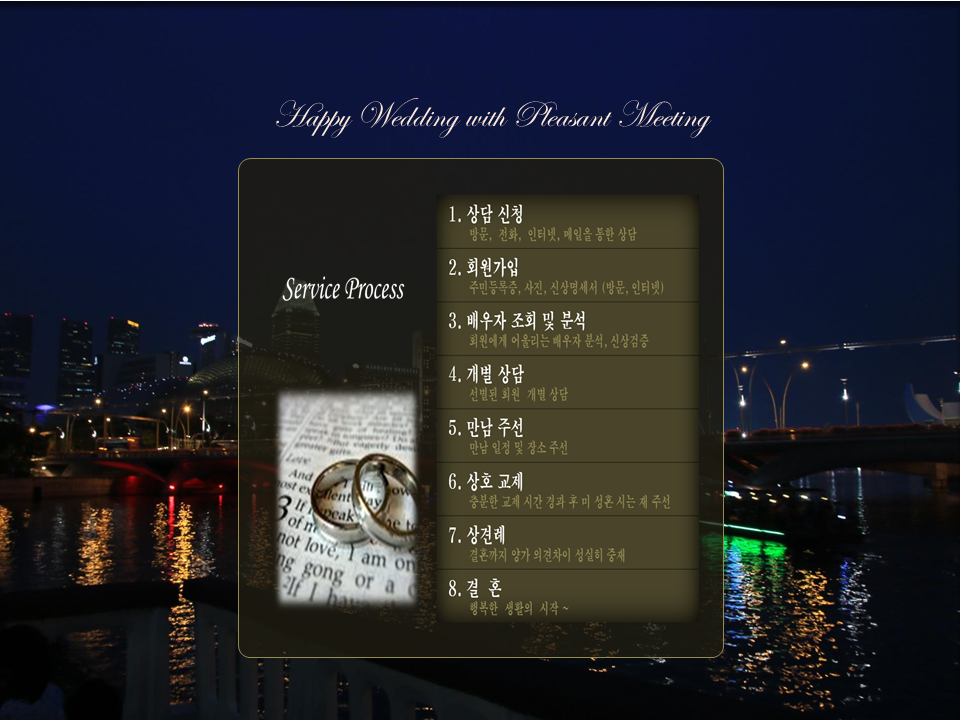 Happy Wedding with Pleasant Meeting
Service Process
1. 상담 신청
방문, 전화, 인터넷, 메일을 통한 상담
2. 회원가입
주민등록증, 사진, 신상명세서 (방문, 인터넷)
3. 배우자 조회 및 분석
회원에게 어울리는 배우자 분석, 신상검증
4. 개별 상담
선별된 회원 개별 상담
5. 만남 주선
만남 일정 및 장소 주선
6. 상호 교제
충분한 교제 시간 경과 후 미 성혼 시는 재 주선
7. 상견례
결혼까지 양가 의견차이 성실히 중재
8. 결 혼
행복한 생활의 시작 ~
Love
And
3
If I speak
of m
not love, I am on
gong or a
-If I ha